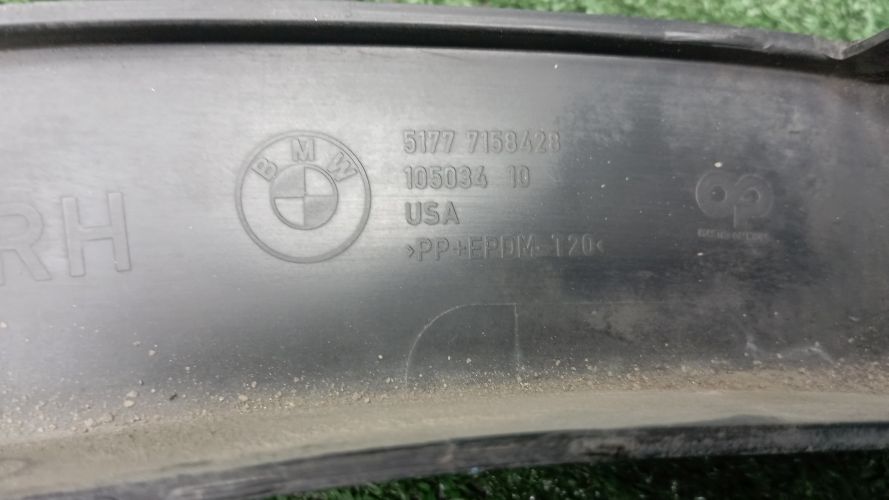 RH
BMW
5177 7158428
105034 10
USA
>PP+EPDM-T20<